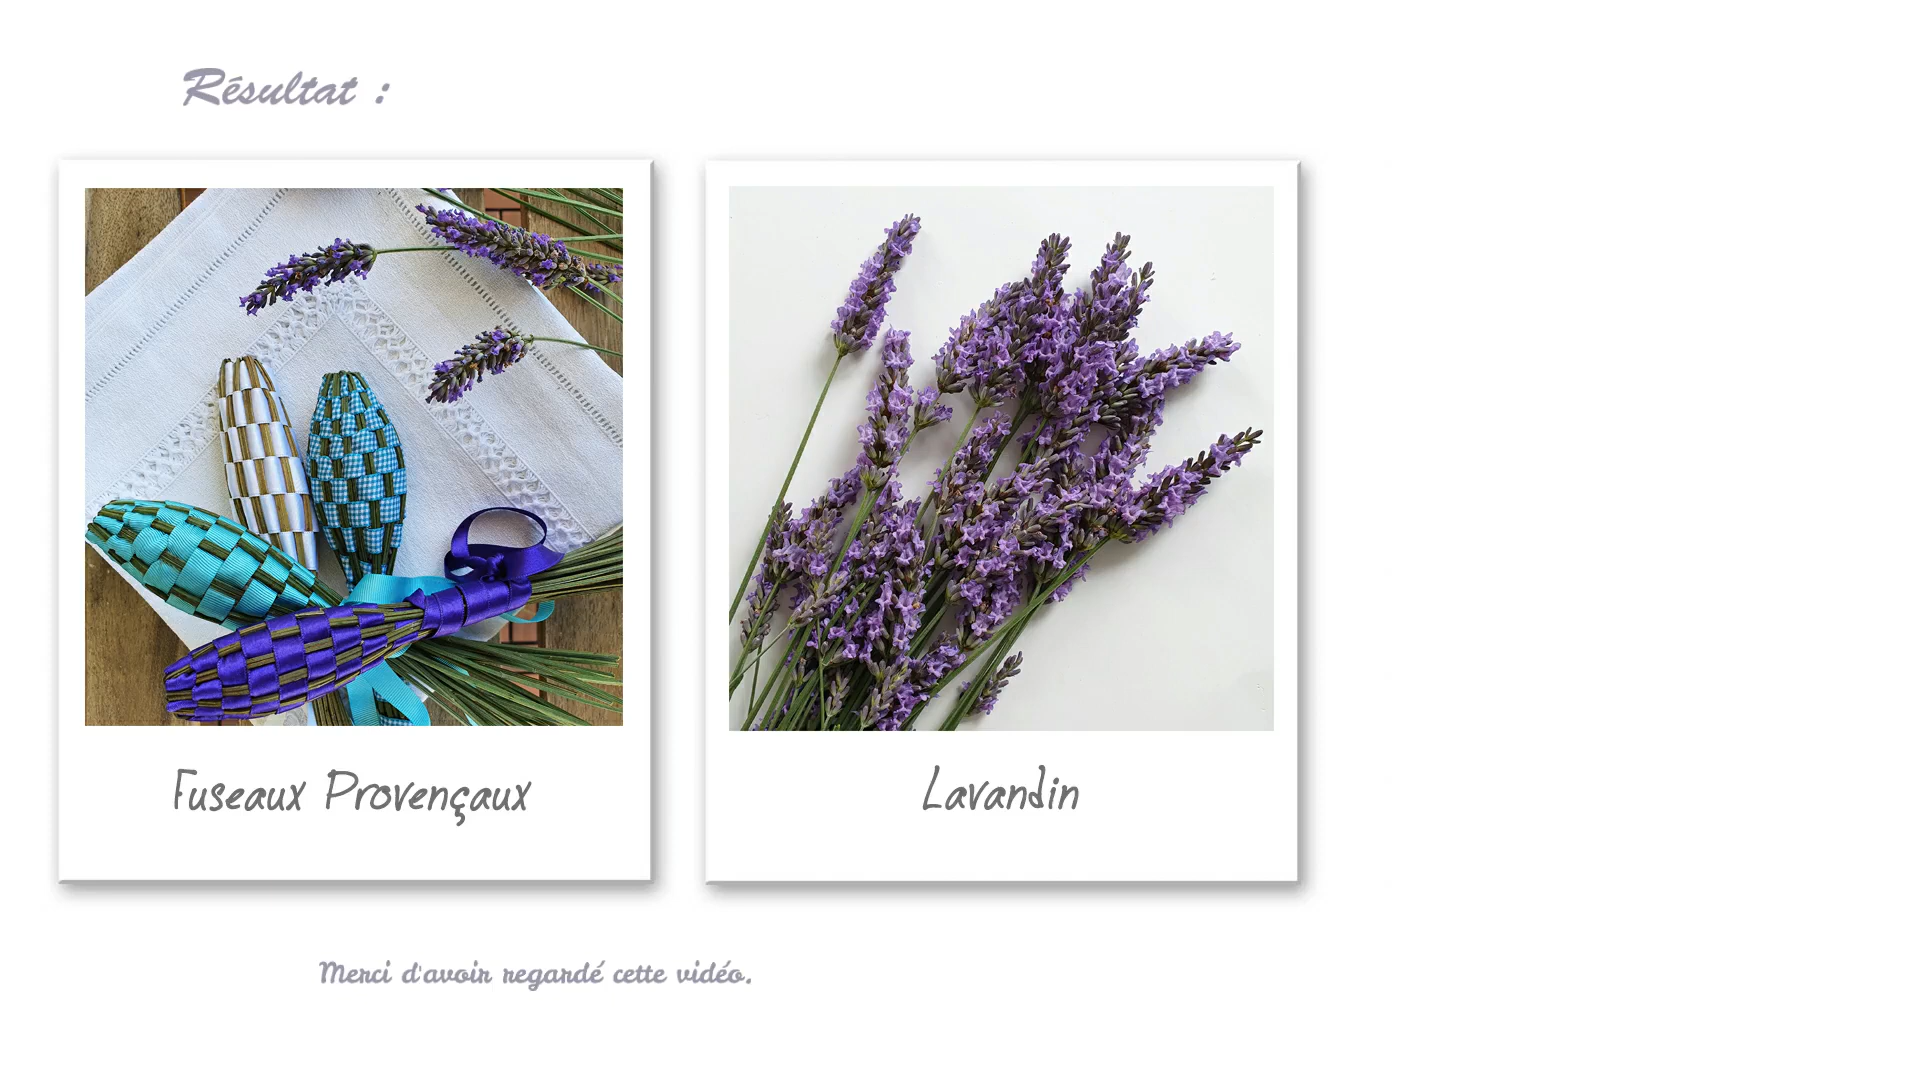 Résultat :
Fuseaux Provençaux
Lavandin
Merci d'avoir regardé cette vidéo.